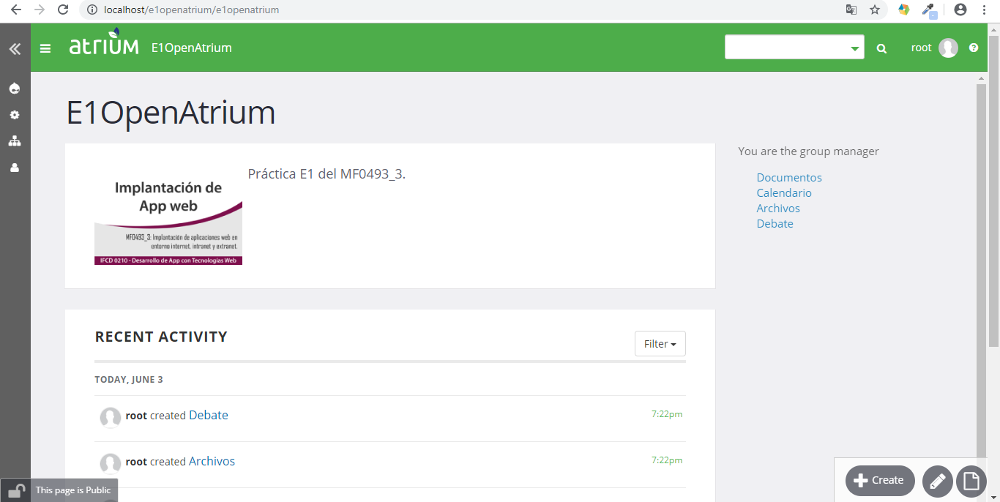 localhost/e1openatrium/e1openatrium
atrium E1OpenAtrium
root
E1OpenAtrium
Implantación de
App web
MF0493_3: Implantación de aplicaciones web en
entorno internet, intranet y extranet.
IFCD 0210 - Desarrollo de App con Tecnologías Web
Práctica E1 del MF0493_3.
You are the group manager
Documentos
Calendario
Archivos
Debate
RECENT ACTIVITY
Filter
TODAY, JUNE 3
root created Debate 7:22pm
root created Archivos 7:22pm
This page is Public
Create